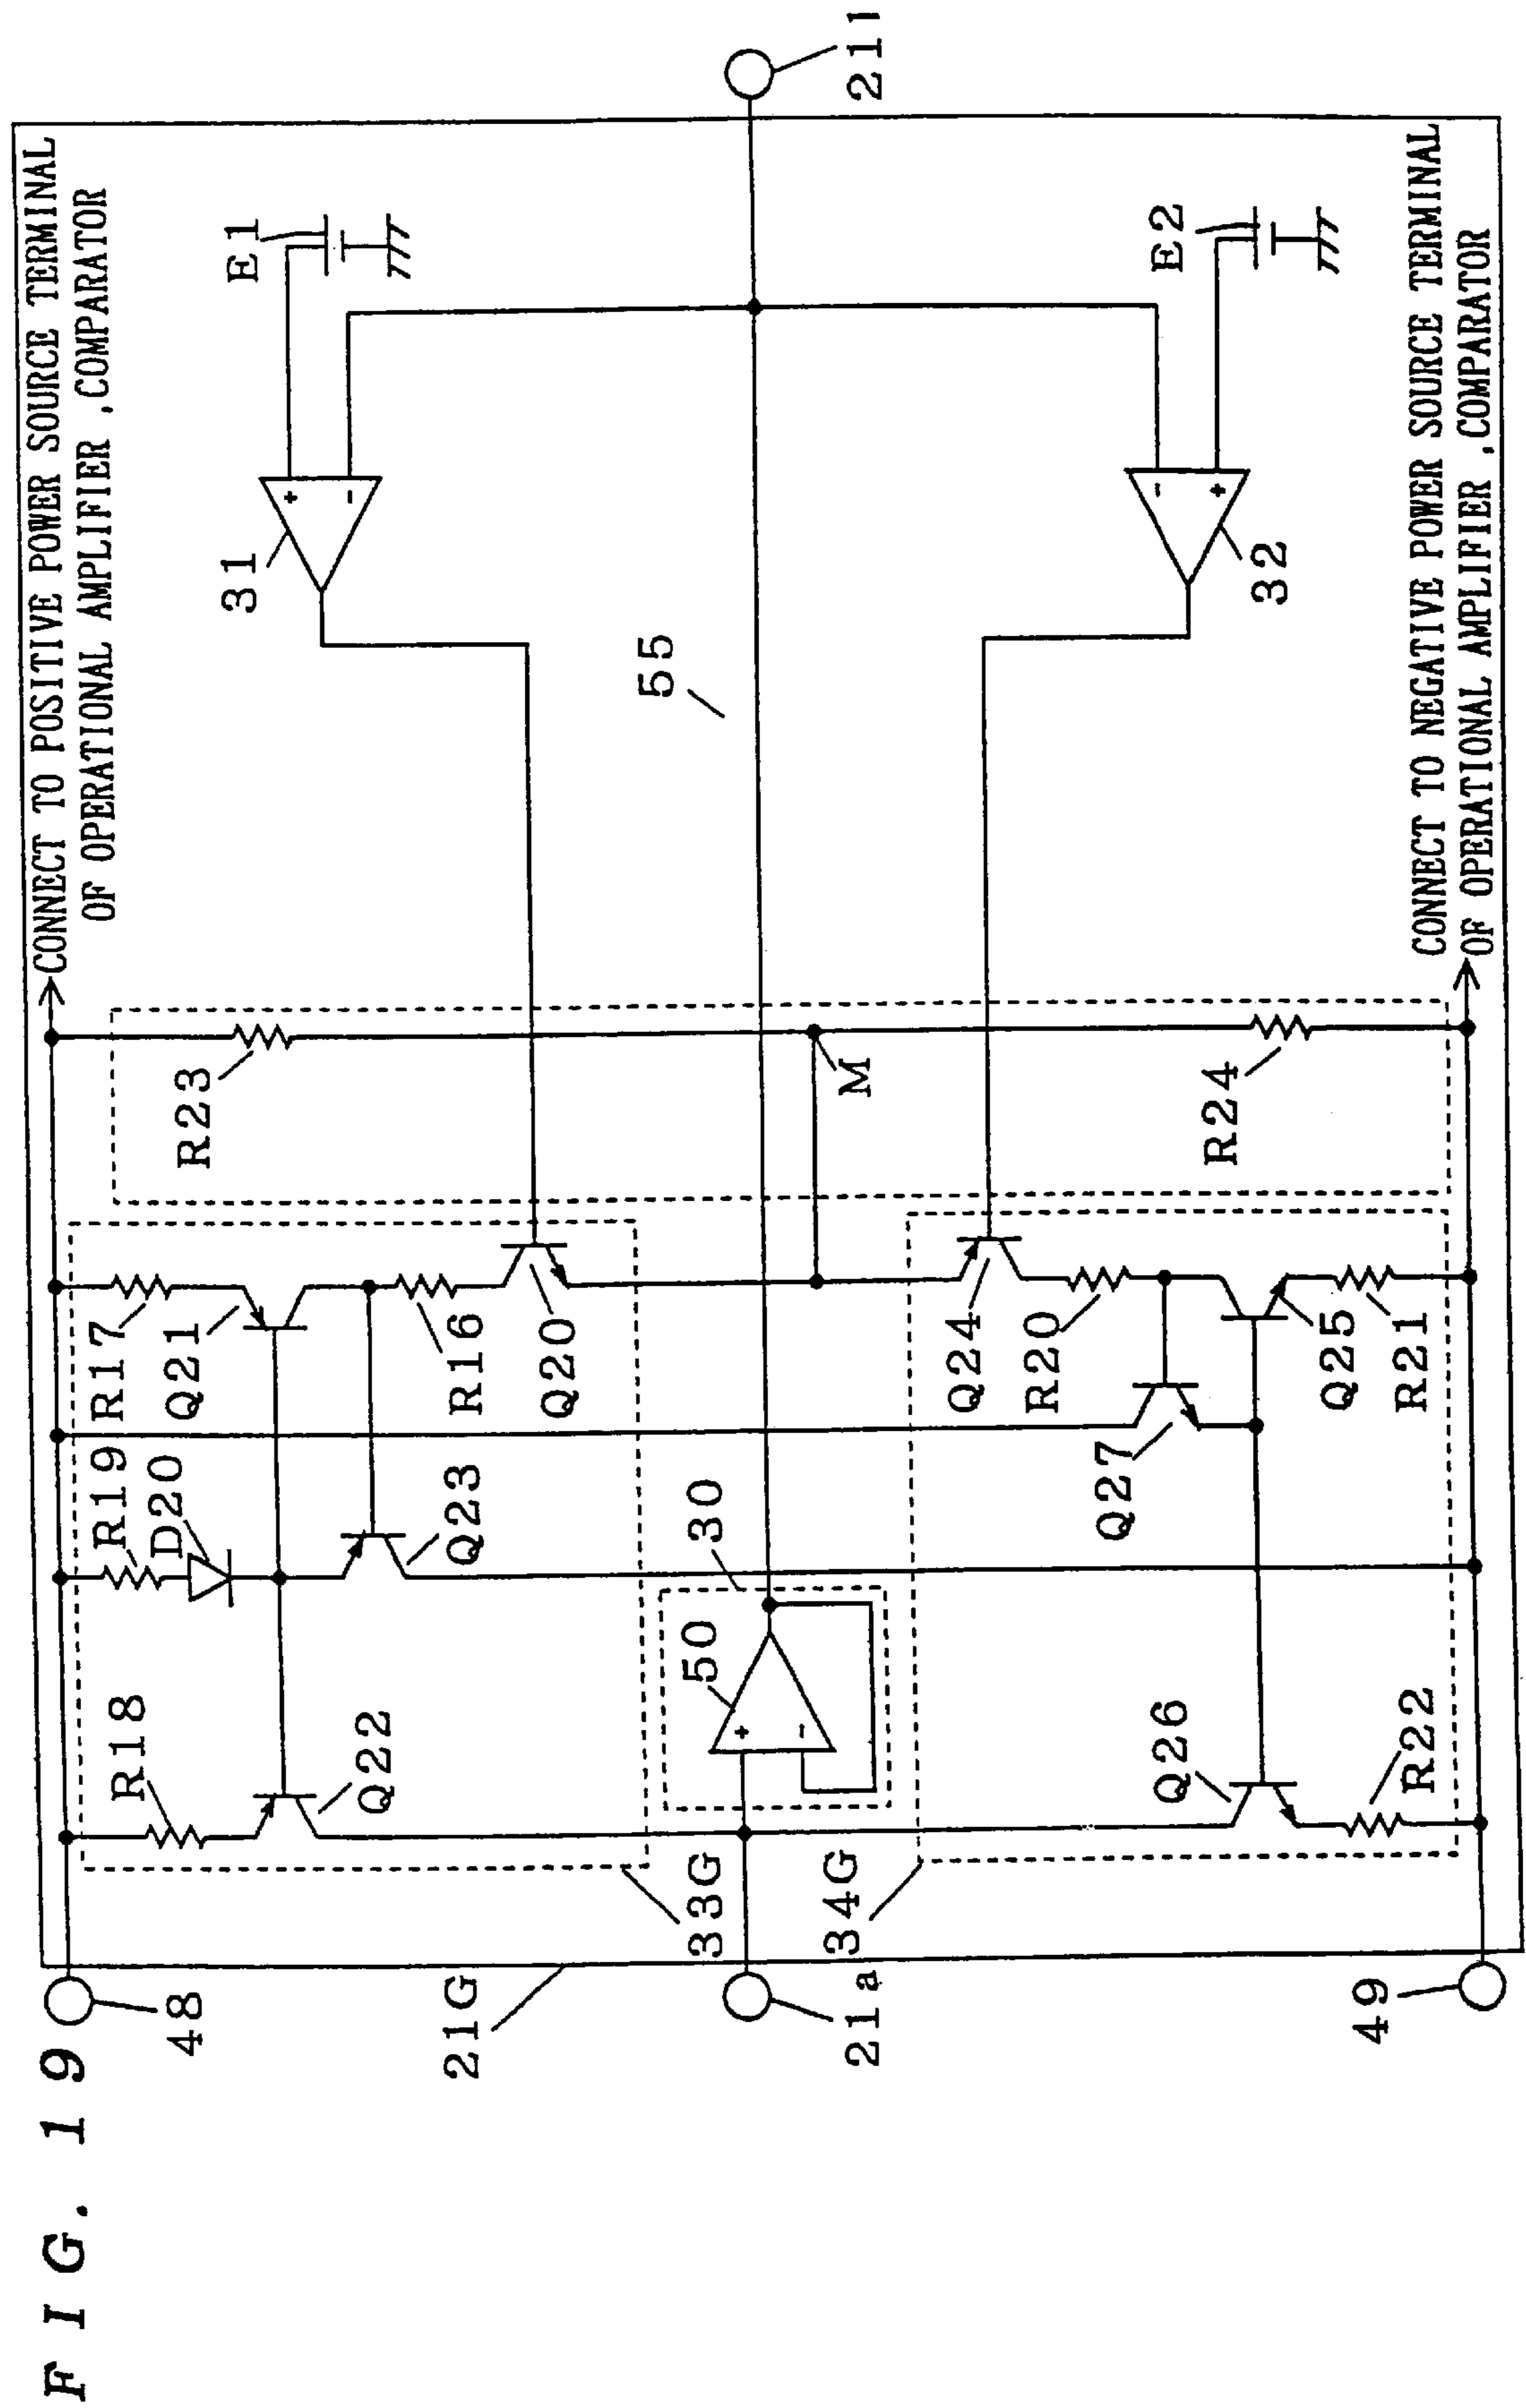 FIG. 19
CONNECT TO POSITIVE POWER SOURCE TERMINAL
OF OPERATIONAL AMPLIFIER ,COMPARATOR
48
R18
R19
D20
R17
Q21
R23
E1
Q22
Q23
R16
Q20
31
21G
33G
50
30
55
M
211
21a
34G
Q26
R22
Q27
Q24
R20
Q25
R21
R24
32
E2
49
CONNECT TO NEGATIVE POWER SOURCE TERMINAL
OF OPERATIONAL AMPLIFIER ,COMPARATOR
+
-
+
-
-
+